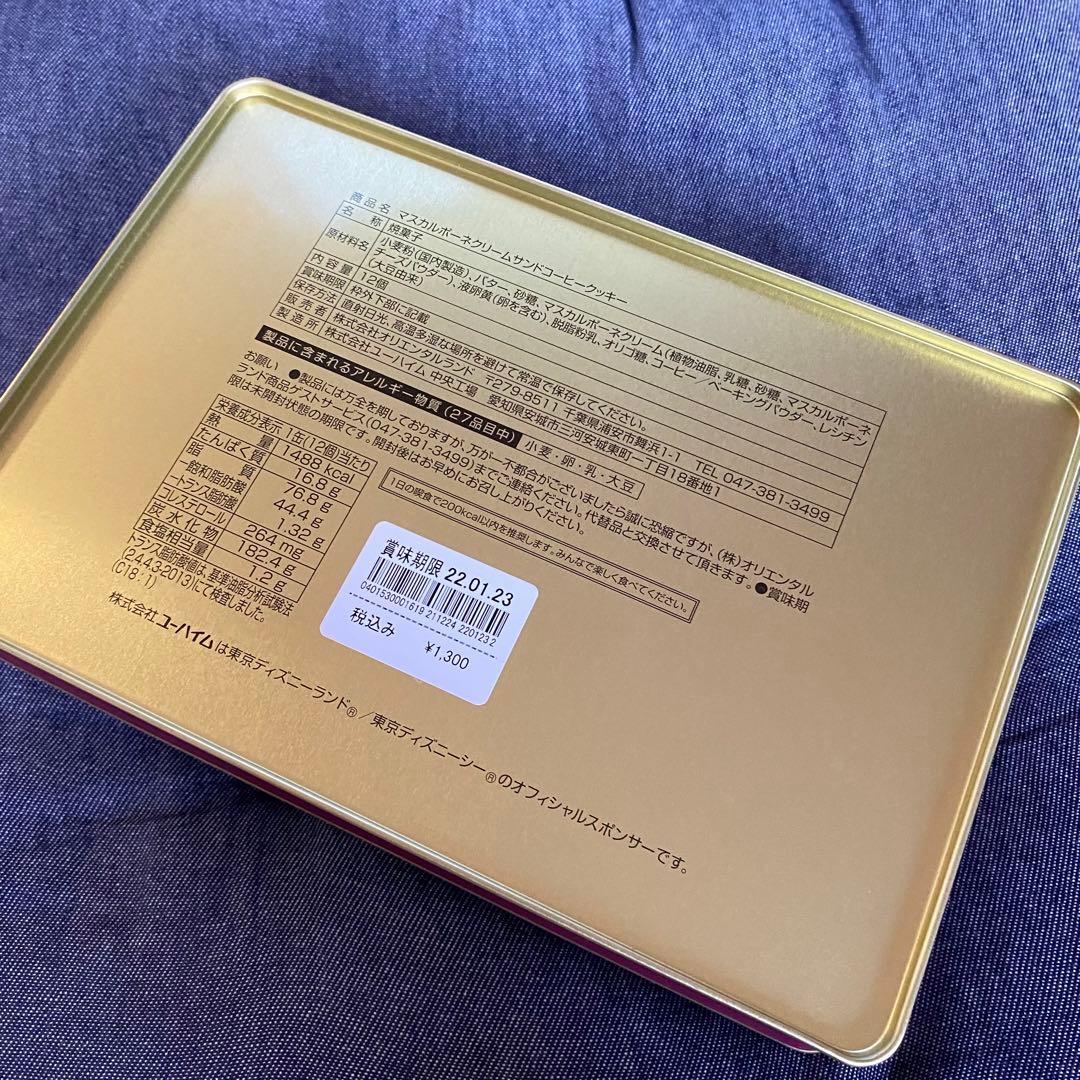 商品名 マスカルポーネクリームサンドコーヒークッキー
名称 焼菓子
原材料名 小麦粉(国内製造)、バター、砂糖、マスカルポーネクリーム(植物油脂、乳糖、砂糖、マスカルポーネ
チーズパウダー)、液卵黄(卵を含む)、脱脂粉乳、オリゴ糖、コーヒー/ベーキングパウダー、レシチン
(大豆由来)
内容量 12個
賞味期限 枠外下部に記載
保存方法 直射日光、高温多湿な場所を避けて常温で保存してください。
販売者 株式会社オリエンタルランド 〒279-8511 千葉県浦安市舞浜1-1 TEL 047-381-3499
製造所 株式会社ユーハイム 中央工場 愛知県安城市三河安城東町一丁目18番地1
製品に含まれるアレルギー物質(27品目中) 小麦・卵・乳・大豆
お願い ●製品には万全を期しておりますが、万が一不都合がございましたら誠に恐縮ですが、(株)オリエンタル
ランド商品ゲストサービス(047-381-3499)までご連絡ください。代替品と交換させて頂きます。●賞味期
限は未開封状態の期限です。開封後はお早めにお召し上がりください。
栄養成分表示 1缶(12個)当たり
熱量 1488kcal
たんぱく質 16.8g
脂質 76.8g
-飽和脂肪酸 44.4g
-トランス脂肪酸 1.32g
コレステロール 264mg
炭水化物 182.4g
食塩相当量 1.2g
トランス脂肪酸値は、基準油脂分析試験法
(2.4.4.3-2013)にて検査しました。
(C18:1)
1日の間食で200kcal以内を推奨します。みんなで楽しく食べてください。
賞味期限 22.01.23
0401530001619 211224 220123 2
税込み ¥1,300
株式会社ユーハイムは東京ディズニーランド®/東京ディズニーシー®のオフィシャルスポンサーです。